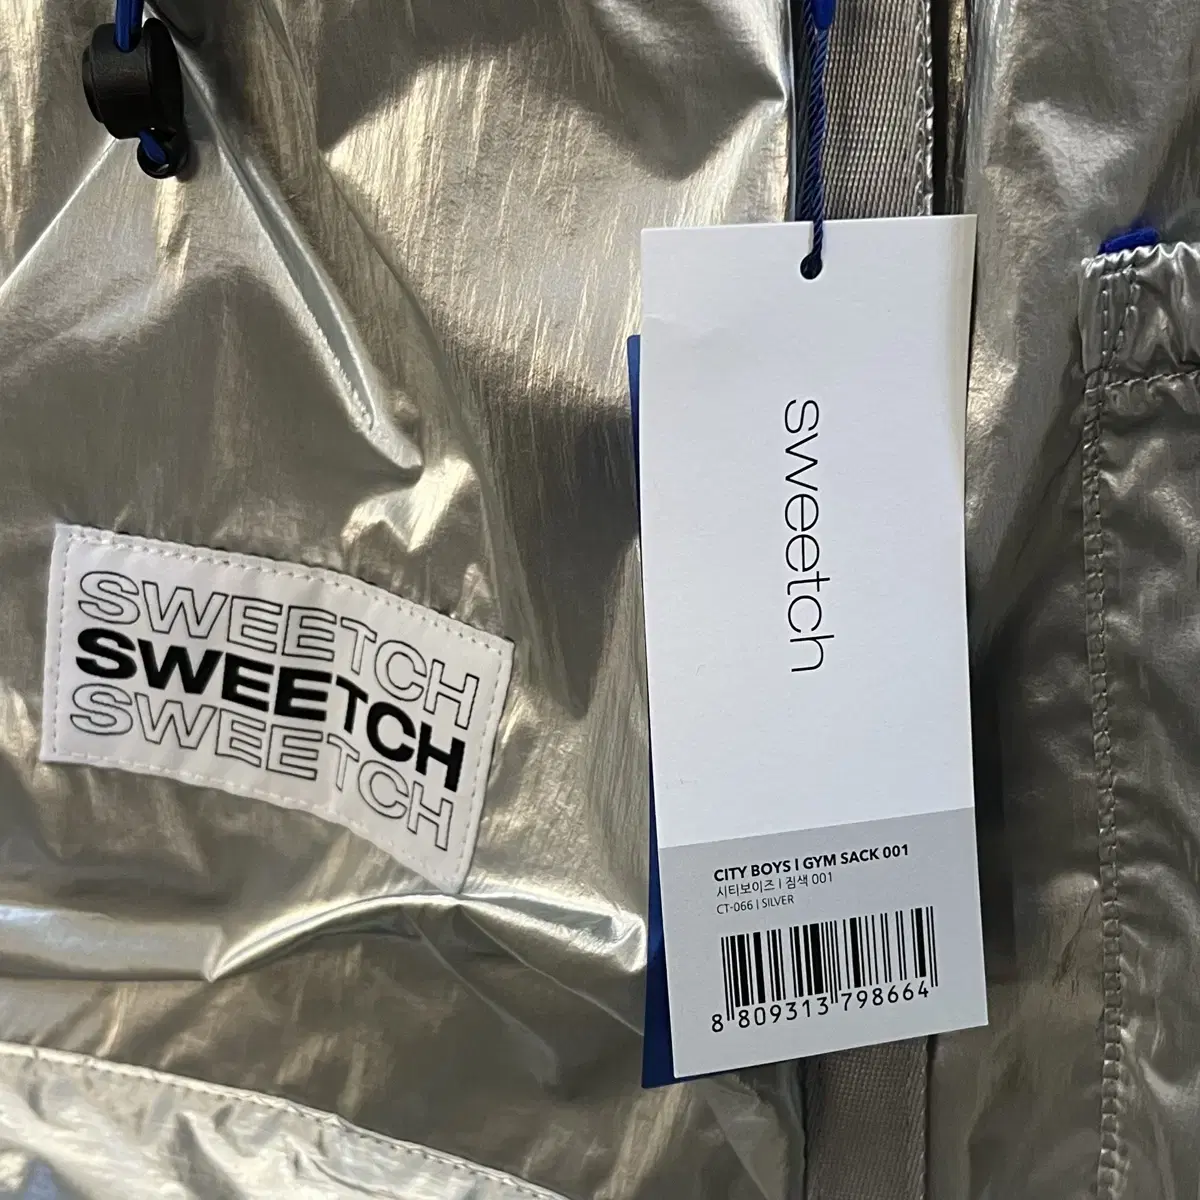 SWEETCH
SWEETCH
SWEETCH
sweetch
CITY BOYS I GYM SACK 001
시티보이즈 I 짐색 001
CT-066 | SILVER
8 809313 798664